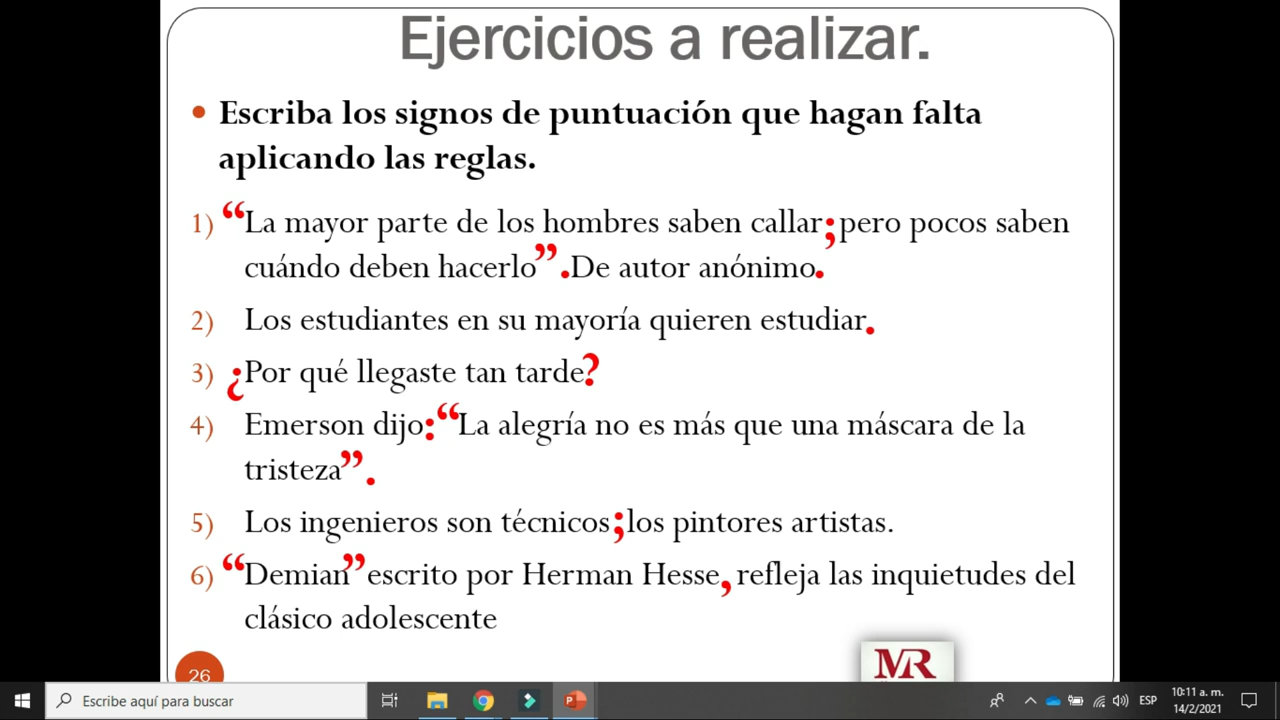 Ejercicios a realizar.
• Escriba los signos de puntuación que hagan falta
aplicando las reglas.
1) “La mayor parte de los hombres saben callar;pero pocos saben
cuándo deben hacerlo”.De autor anónimo.
2) Los estudiantes en su mayoría quieren estudiar.
3) ¿Por qué llegaste tan tarde?
4) Emerson dijo:“La alegría no es más que una máscara de la
tristeza”.
5) Los ingenieros son técnicos;los pintores artistas.
6) “Demian”escrito por Herman Hesse, refleja las inquietudes del
clásico adolescente
26
MR
Escribe aquí para buscar
ESP
10:11 a. m.
14/2/2021